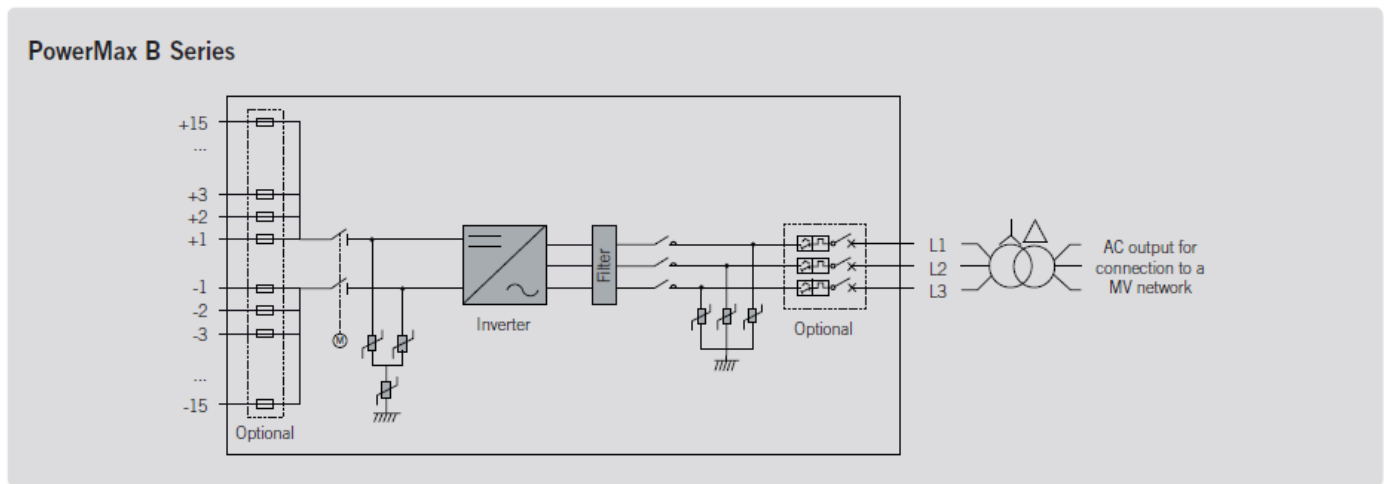 PowerMax B Series
+15
...
+3
+2
+1
-1
-2
-3
...
-15
Optional
M
Inverter
Filter
Optional
L1
L2
L3
AC output for
connection to a
MV network